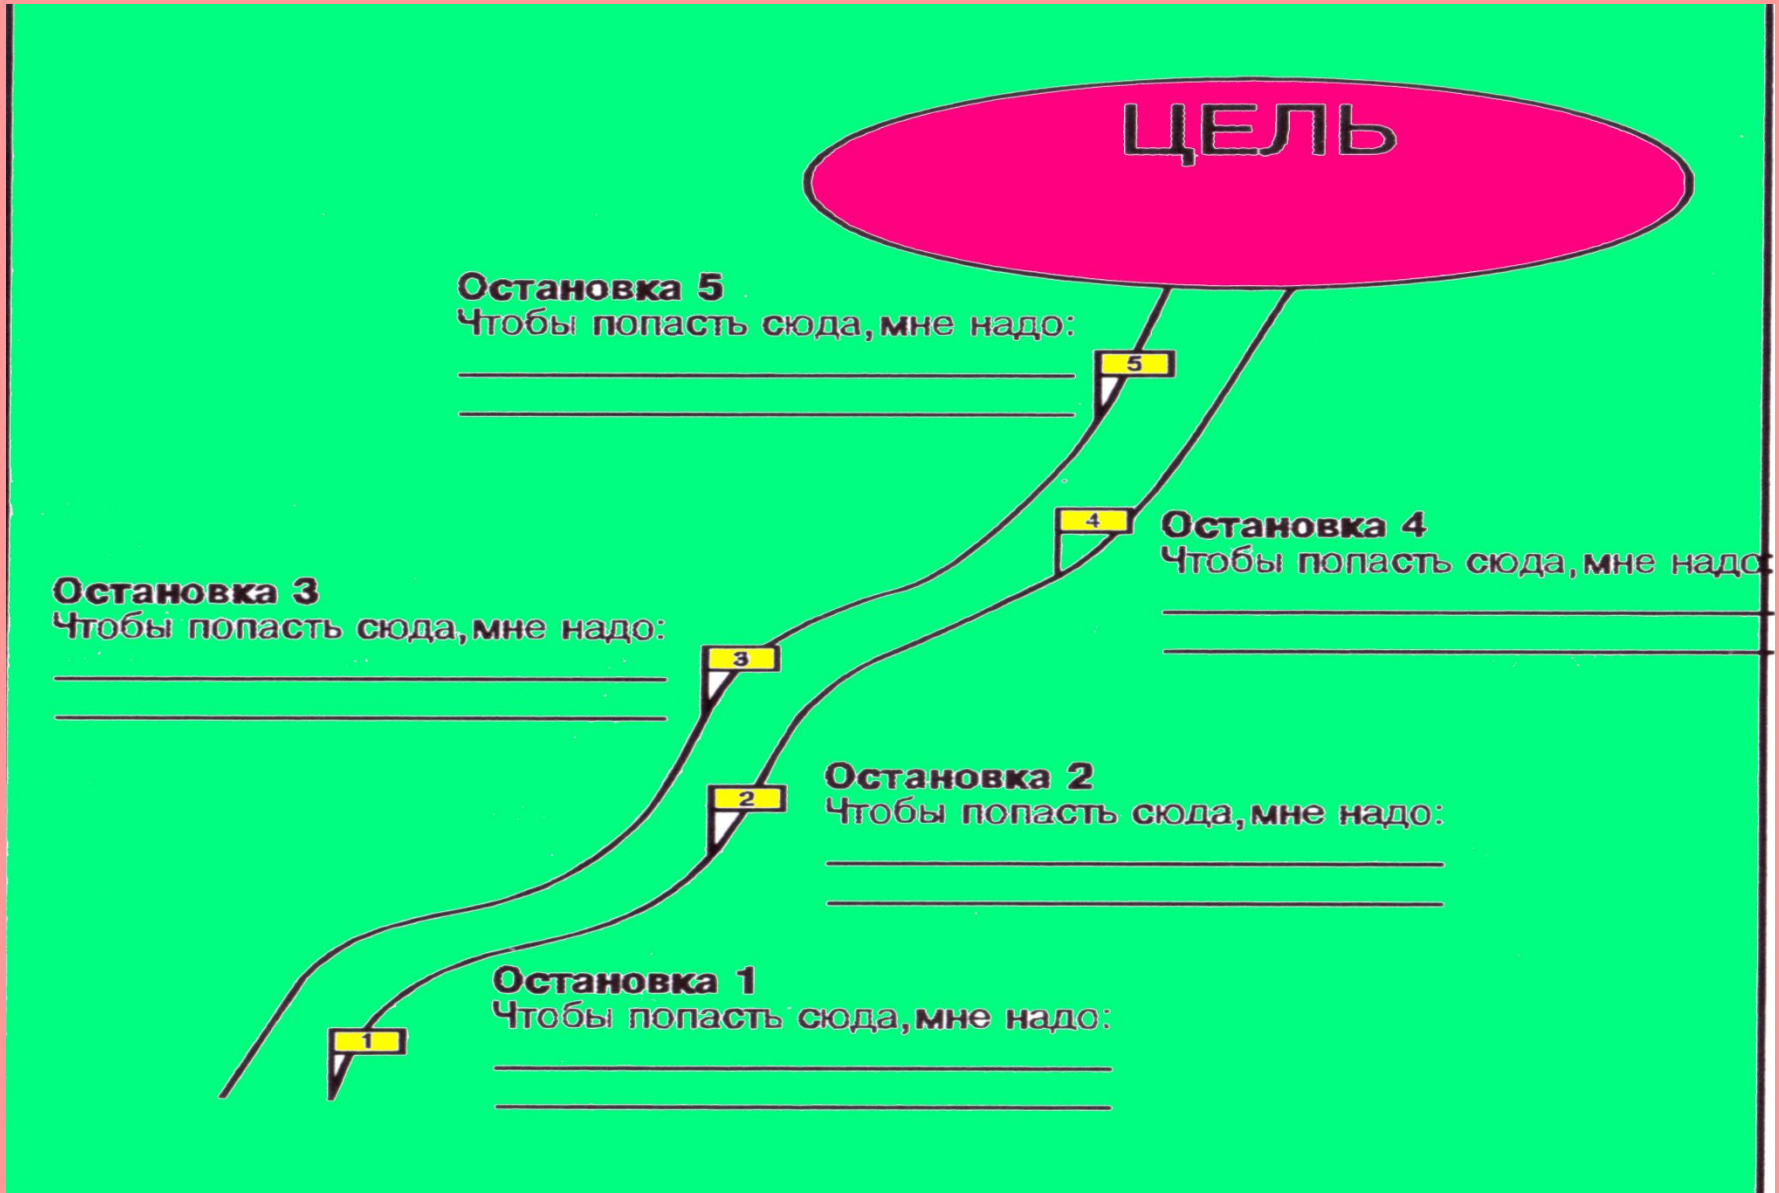 ЦЕЛЬ
Остановка 5
Чтобы попасть сюда, мне надо:
5
4
Остановка 4
Чтобы попасть сюда, мне надо:
Остановка 3
Чтобы попасть сюда, мне надо:
3
2
Остановка 2
Чтобы попасть сюда, мне надо:
Остановка 1
Чтобы попасть сюда, мне надо:
1